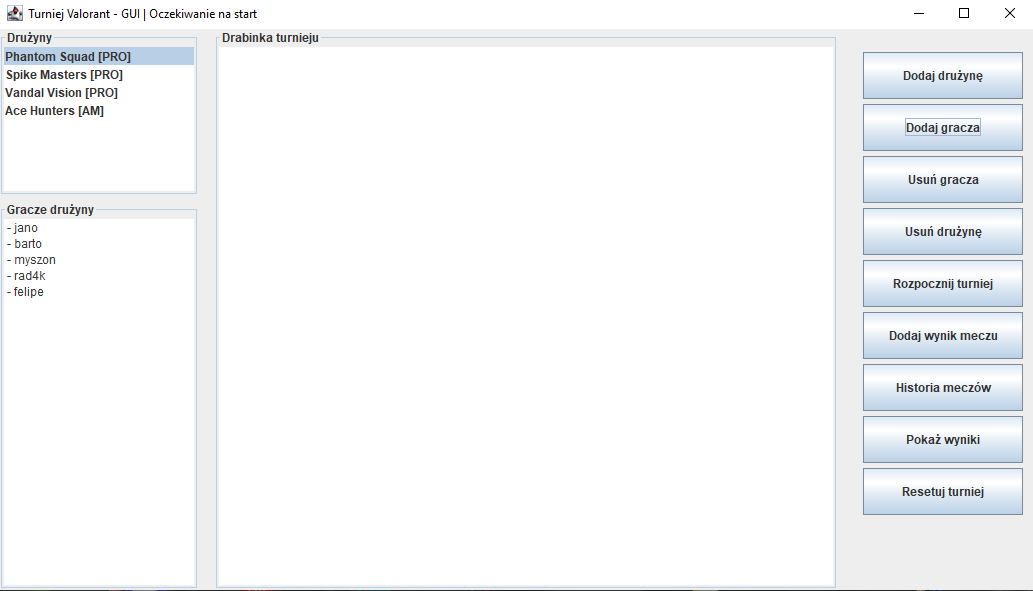 Turniej Valorant - GUI | Oczekiwanie na start
Drużyny
Phantom Squad [PRO]
Spike Masters [PRO]
Vandal Vision [PRO]
Ace Hunters [AM]
Gracze drużyny
- jano
- barto
- myszon
- rad4k
- felipe
Drabinka turnieju
Dodaj drużynę
Dodaj gracza
Usuń gracza
Usuń drużynę
Rozpocznij turniej
Dodaj wynik meczu
Historia meczów
Pokaż wyniki
Resetuj turniej